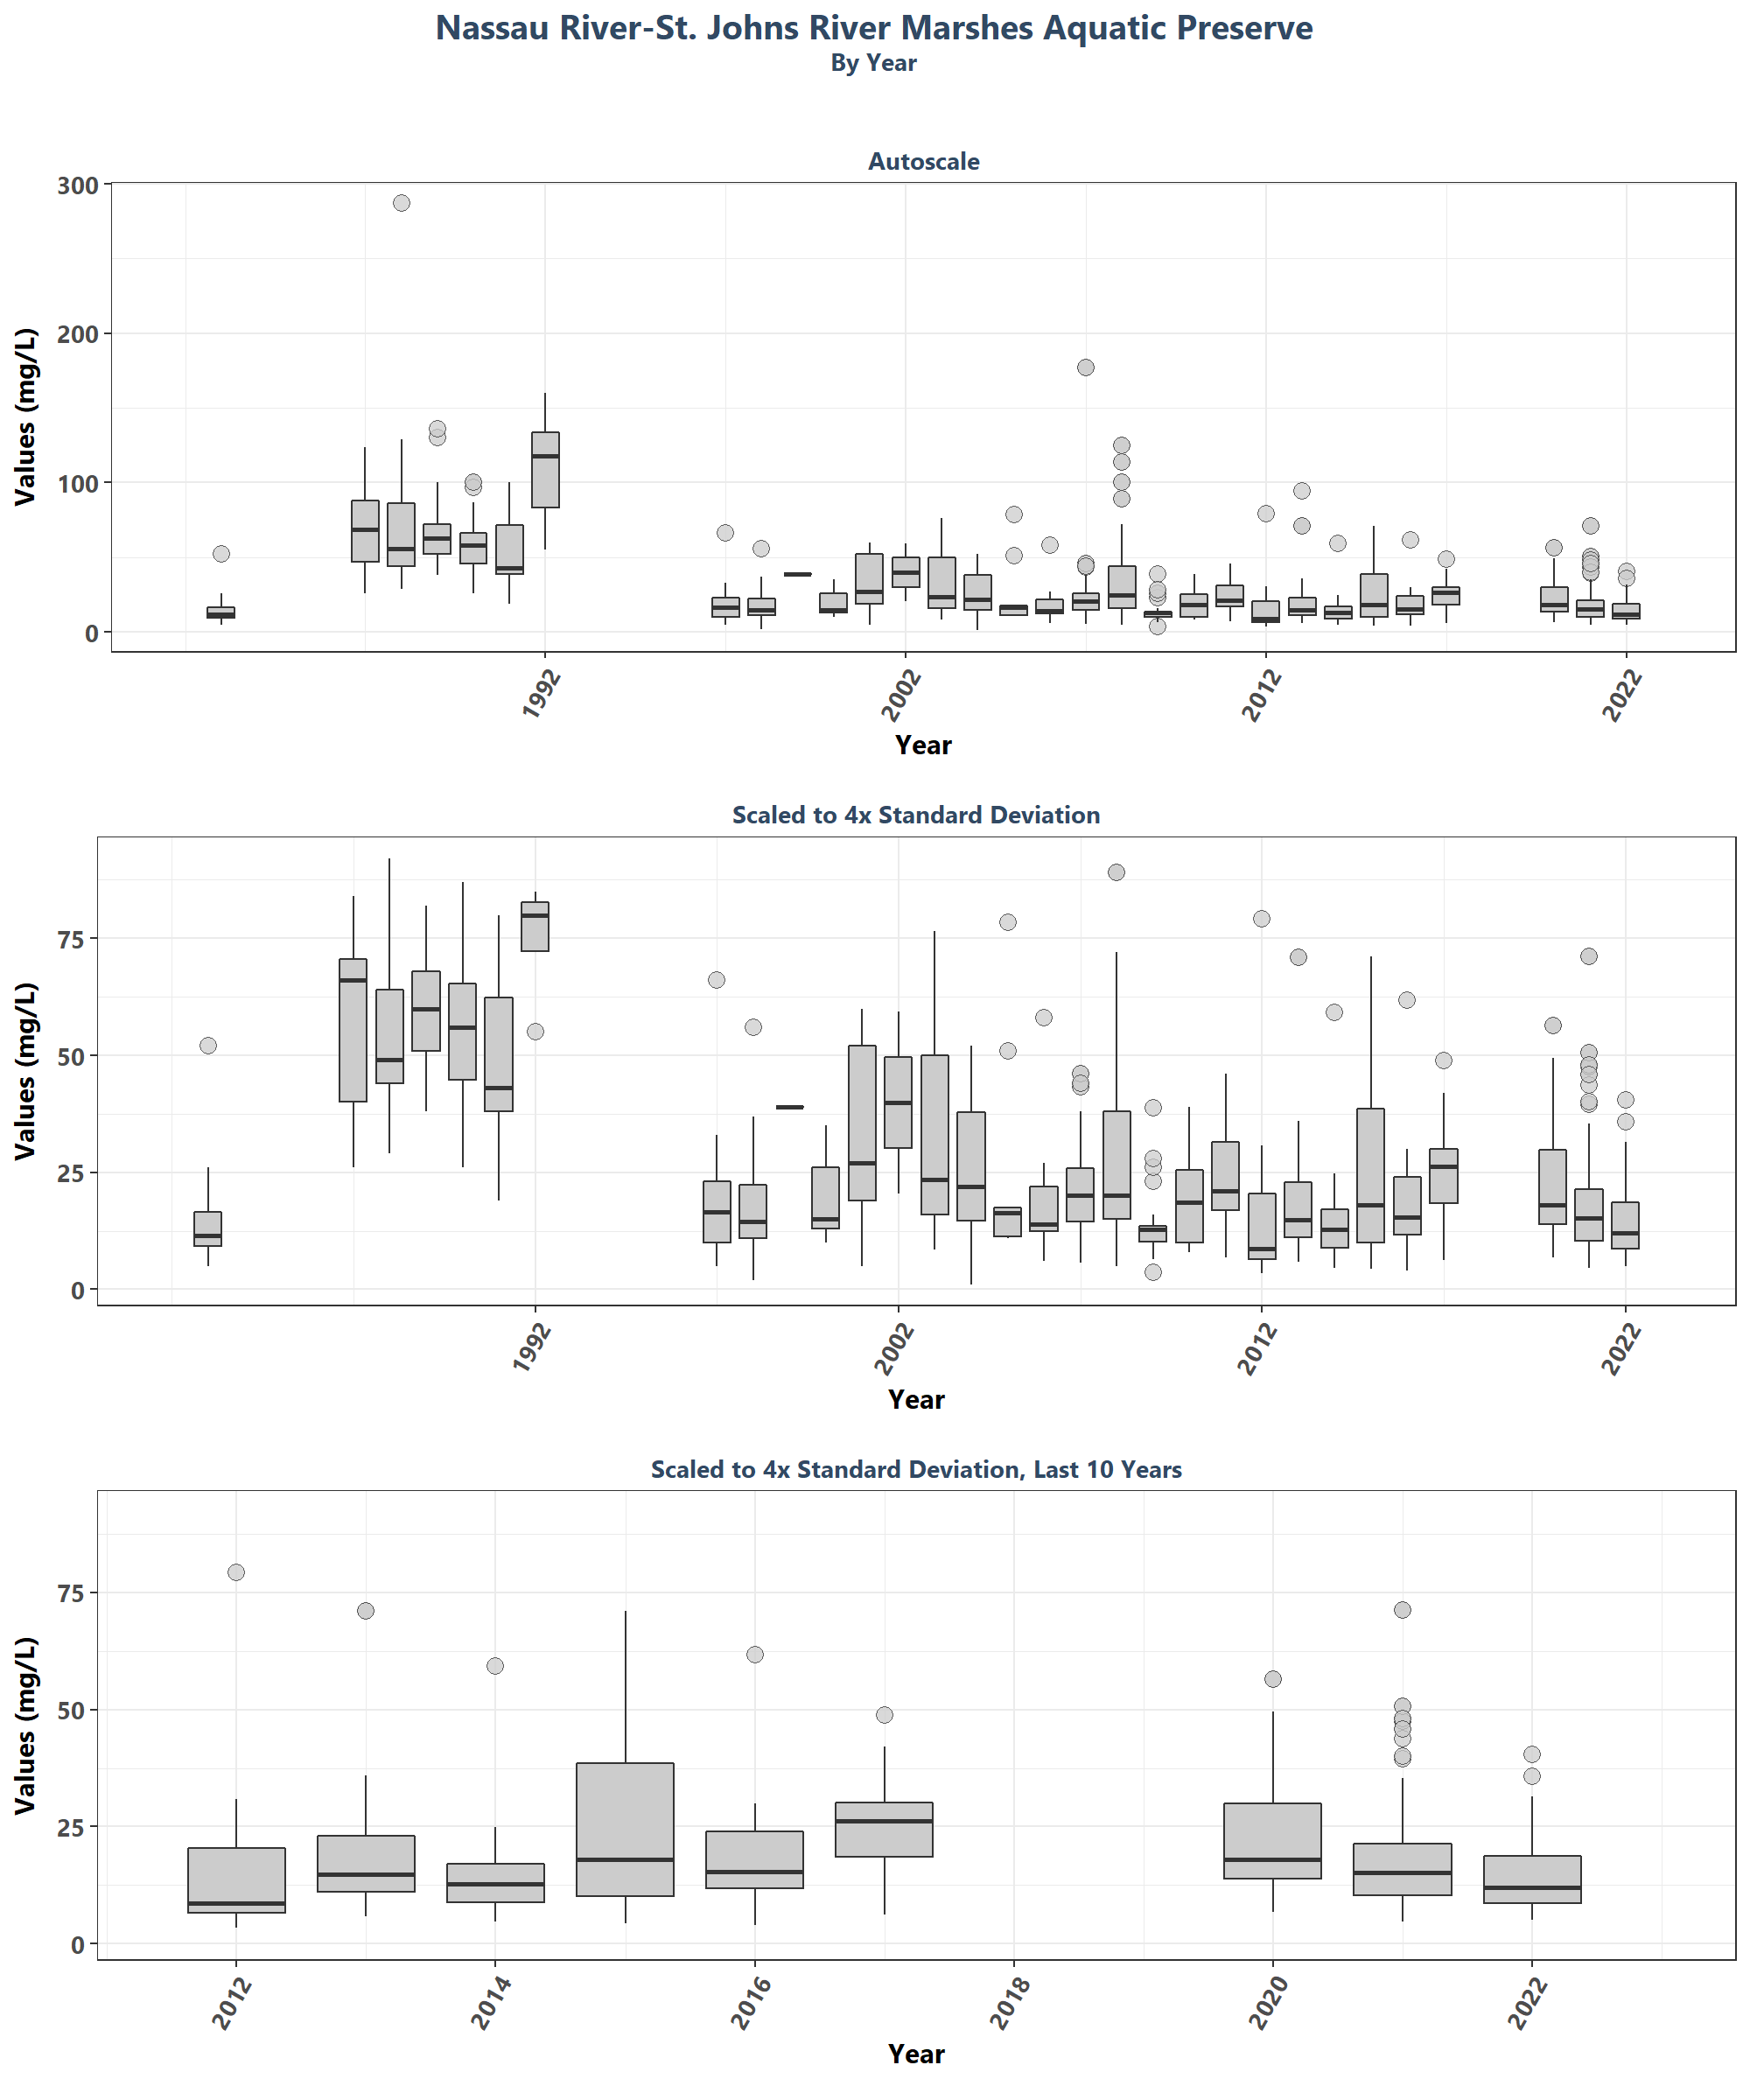 Nassau River-St. Johns River Marshes Aquatic Preserve
By Year
Autoscale
300
200
100
0
Values (mg/L)
1992
2002
2012
2022
Year
Scaled to 4x Standard Deviation
75
50
25
0
Values (mg/L)
1992
2002
2012
2022
Year
Scaled to 4x Standard Deviation, Last 10 Years
75
50
25
0
Values (mg/L)
2012
2014
2016
2018
2020
2022
Year